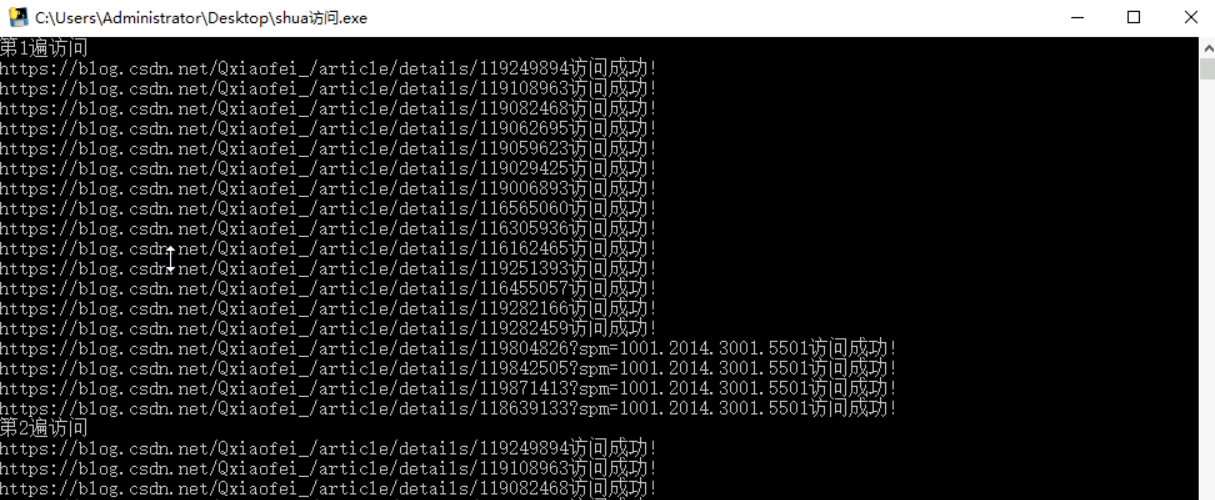 C:\Users\Administrator\Desktop\shua访问.exe
第1遍访问
https://blog.csdn.net/Qxiaofei_/article/details/119249894访问成功!
https://blog.csdn.net/Qxiaofei_/article/details/119108963访问成功!
https://blog.csdn.net/Qxiaofei_/article/details/119082468访问成功!
https://blog.csdn.net/Qxiaofei_/article/details/119062695访问成功!
https://blog.csdn.net/Qxiaofei_/article/details/119059623访问成功!
https://blog.csdn.net/Qxiaofei_/article/details/119029425访问成功!
https://blog.csdn.net/Qxiaofei_/article/details/119006893访问成功!
https://blog.csdn.net/Qxiaofei_/article/details/116565060访问成功!
https://blog.csdn.net/Qxiaofei_/article/details/116305936访问成功!
https://blog.csdn.net/Qxiaofei_/article/details/116162465访问成功!
https://blog.csdn.net/Qxiaofei_/article/details/119251393访问成功!
https://blog.csdn.net/Qxiaofei_/article/details/116455057访问成功!
https://blog.csdn.net/Qxiaofei_/article/details/119282166访问成功!
https://blog.csdn.net/Qxiaofei_/article/details/119282459访问成功!
https://blog.csdn.net/Qxiaofei_/article/details/119804826?spm=1001.2014.3001.5501访问成功!
https://blog.csdn.net/Qxiaofei_/article/details/119842505?spm=1001.2014.3001.5501访问成功!
https://blog.csdn.net/Qxiaofei_/article/details/119871413?spm=1001.2014.3001.5501访问成功!
https://blog.csdn.net/Qxiaofei_/article/details/118639133?spm=1001.2014.3001.5501访问成功!
第2遍访问
https://blog.csdn.net/Qxiaofei_/article/details/119249894访问成功!
https://blog.csdn.net/Qxiaofei_/article/details/119108963访问成功!
https://blog.csdn.net/Qxiaofei_/article/details/119082468访问成功!